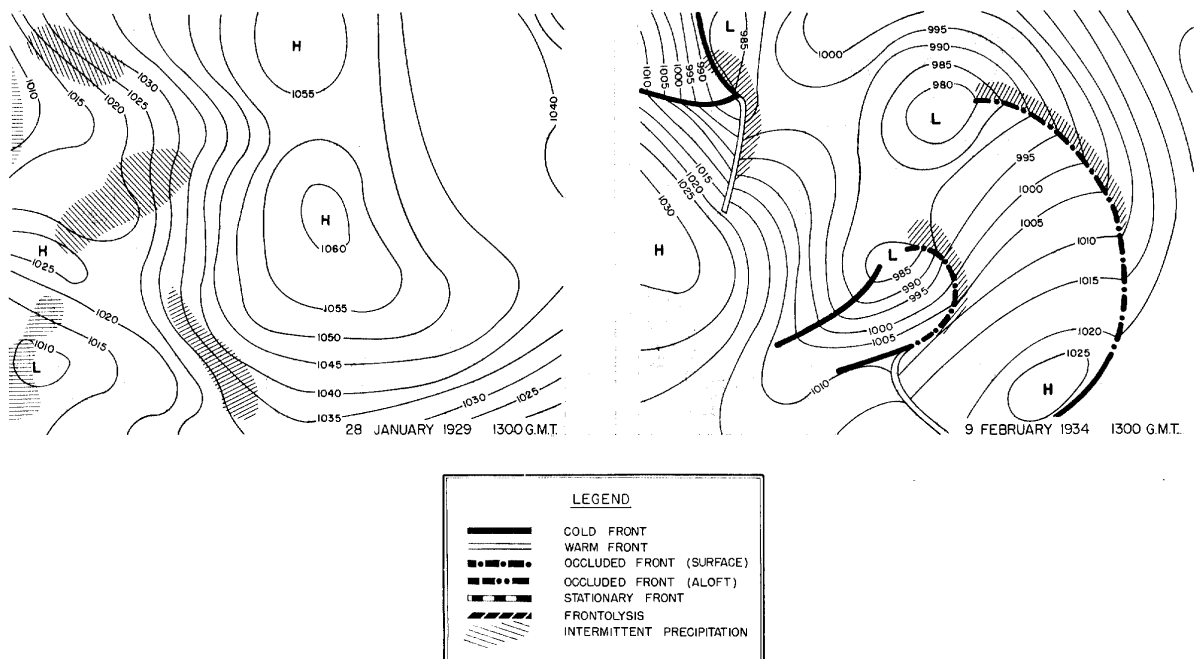 H
1055
1030
1025
1020
1015
1010
1040
H
1060
H
1025
1020
1015
1010
L
1055
1050
1045
1040
1035
1030
1025
28 JANUARY 1929 1300 G.M.T.
L
985
990
995
1000
1005
1010
1000
995
990
985
980
L
1015
1020
1025
1030
H
995
1000
1005
1010
1015
1020
1025
H
L
985
990
995
1000
1005
1010
9 FEBRUARY 1934 1300 G.M.T.
LEGEND
COLD FRONT
WARM FRONT
OCCLUDED FRONT (SURFACE)
OCCLUDED FRONT (ALOFT)
STATIONARY FRONT
FRONTOLYSIS
INTERMITTENT PRECIPITATION